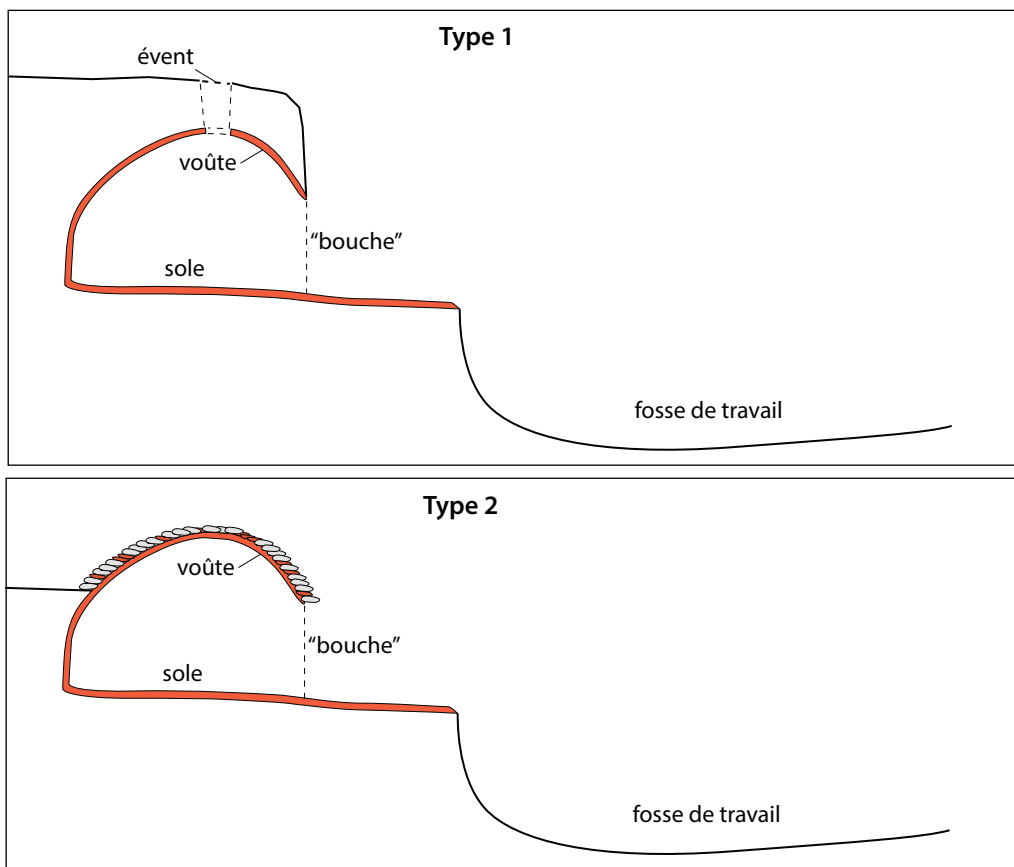 Type 1
évent
voûte
“bouche”
sole
fosse de travail
Type 2
voûte
“bouche”
sole
fosse de travail